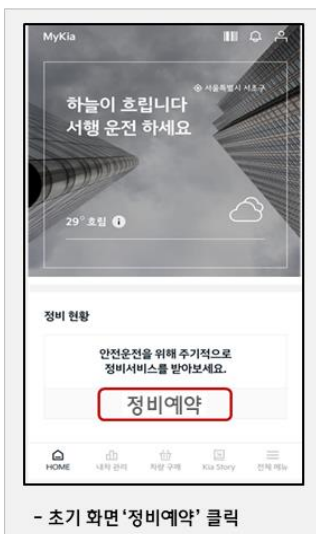 MyKia
서울특별시 서초구
하늘이 흐립니다
서행 운전 하세요
29° 흐림
정비 현황
안전운전을 위해 주기적으로
정비서비스를 받아보세요.
정비예약
HOME 내차 관리 차량 구매 Kia Story 전체 메뉴
- 초기 화면 '정비예약' 클릭